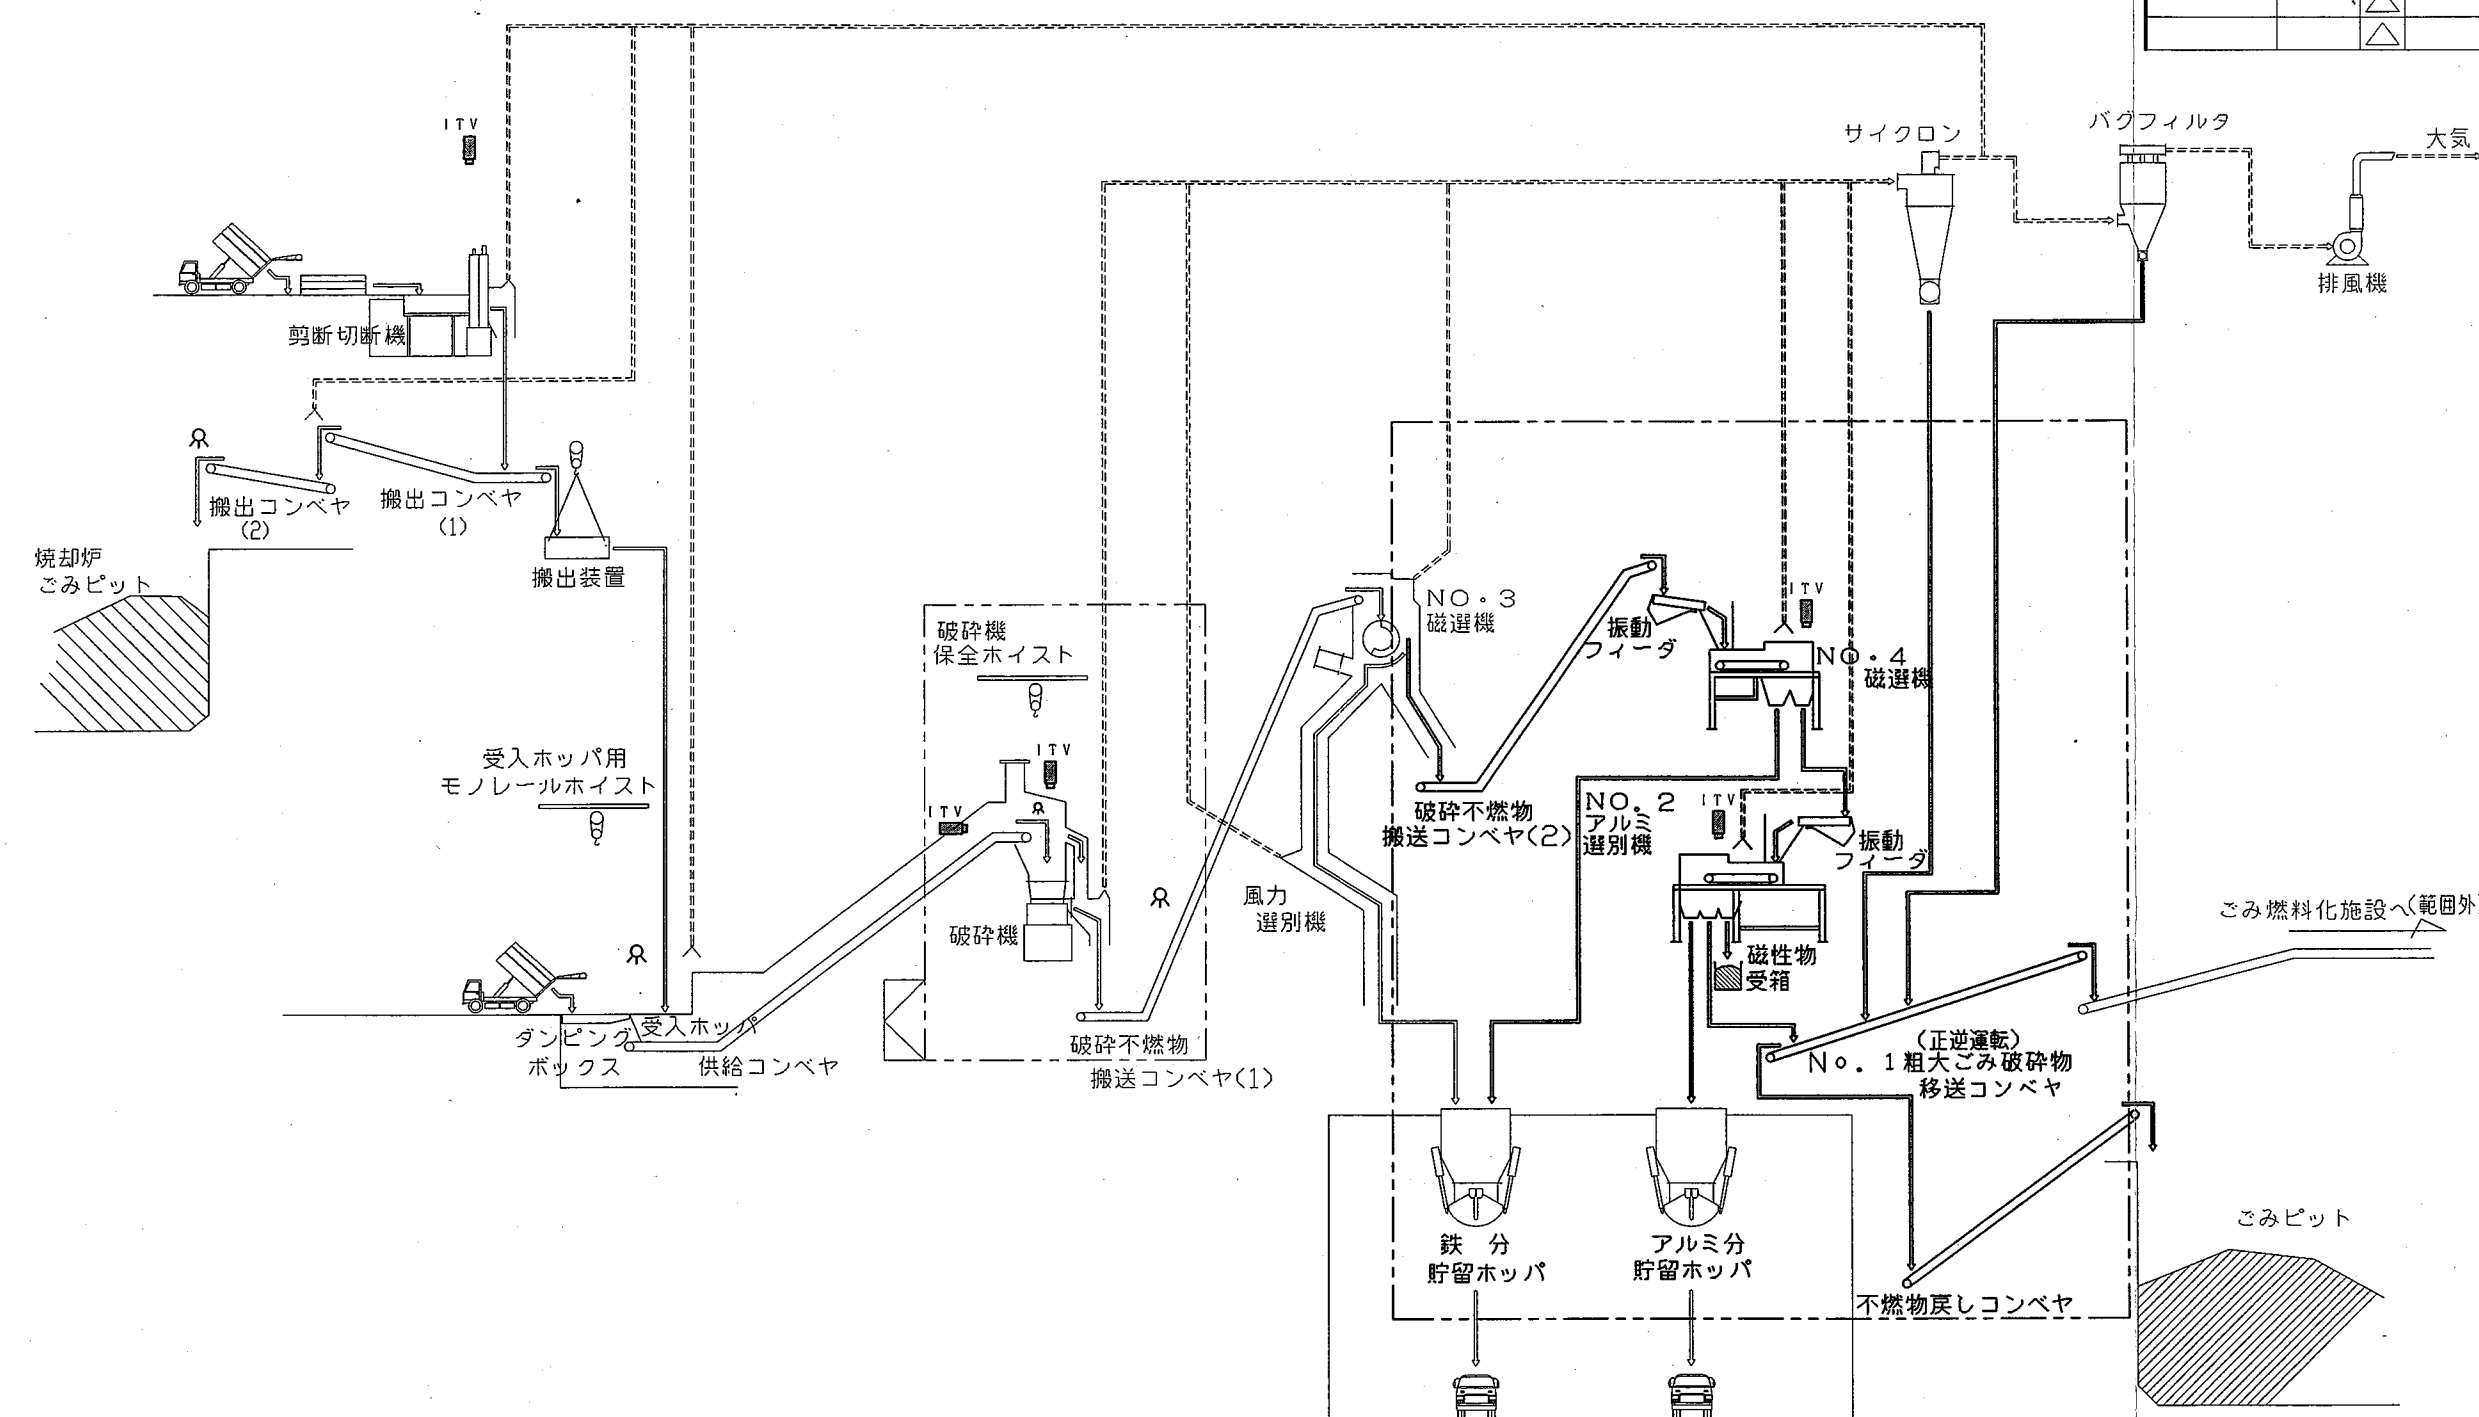 サイクロン
バグフィルタ
大気
ITV
排風機
剪断切断機
搬出コンベヤ
(2)
搬出コンベヤ
(1)
焼却炉
ごみピット
搬出装置
NO.3
磁選機
振動
フィーダ
ITV
NO.4
磁選機
破砕機
保全ホイスト
受入ホッパ用
モノレールホイスト
ITV
ITV
破砕不燃物
搬送コンベヤ(2)
NO.2
アルミ
選別機
ITV
振動
フィーダ
風力
選別機
破砕機
磁性物
受箱
ごみ燃料化施設へ(範囲外)
ダンピング
ボックス
受入ホッパ
供給コンベヤ
破砕不燃物
搬送コンベヤ(1)
(正逆運転)
No.1粗大ごみ破砕物
移送コンベヤ
鉄 分
貯留ホッパ
アルミ分
貯留ホッパ
不燃物戻しコンベヤ
ごみピット